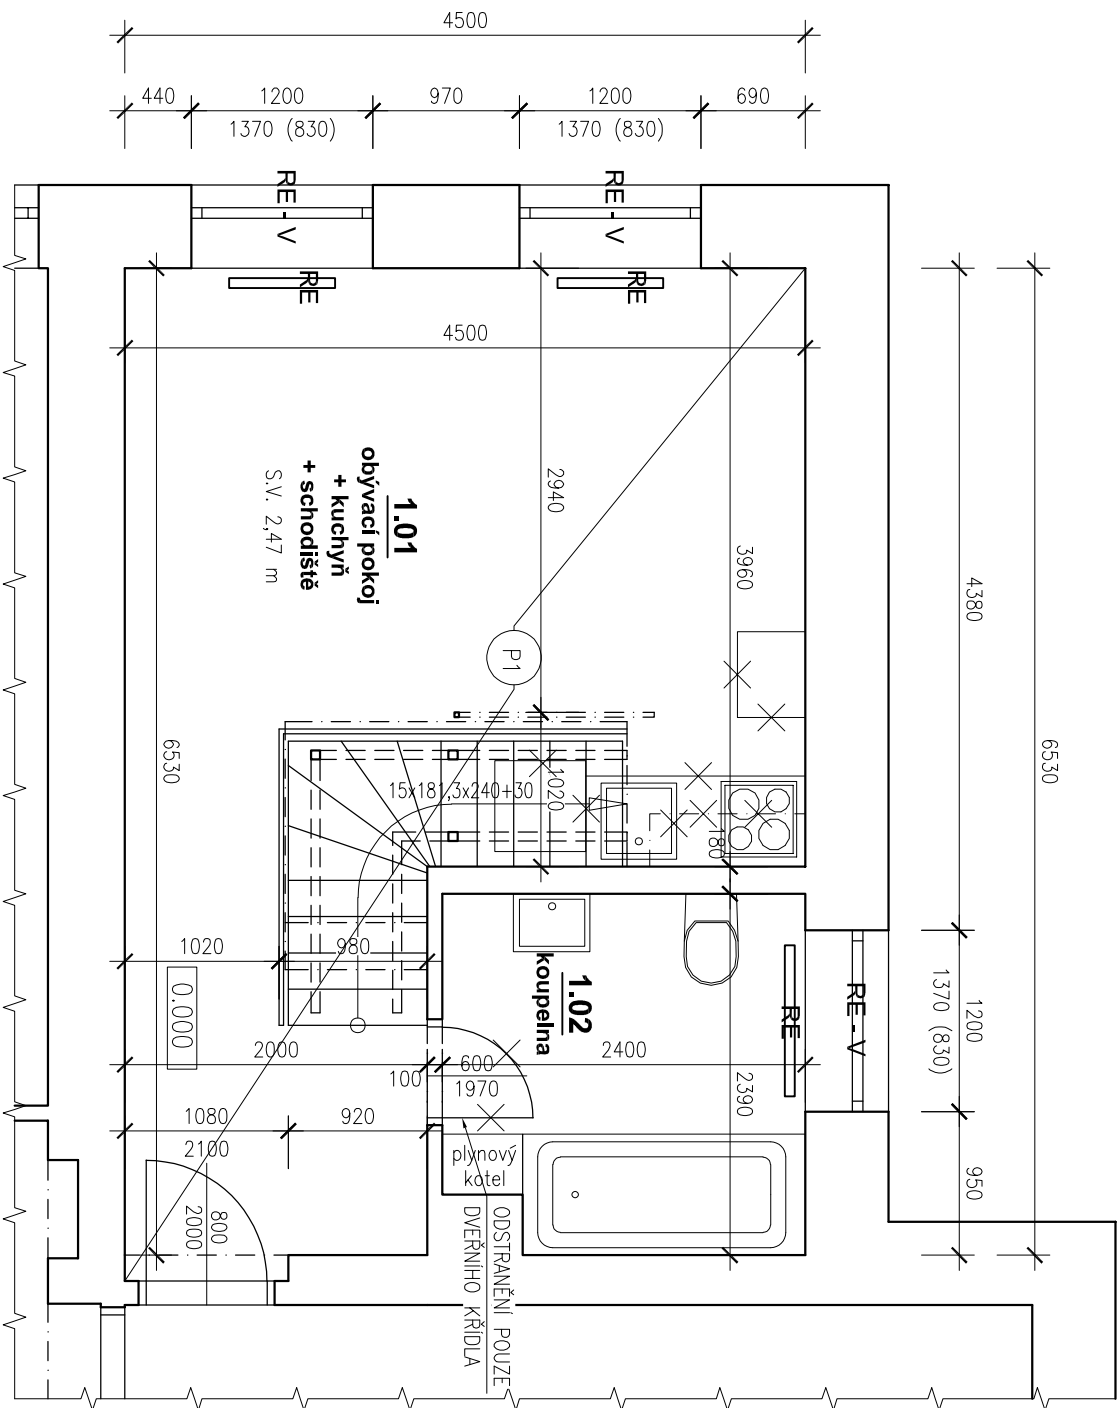 4500
440
1200
970
1200
690
1370 (830)
1370 (830)
RE - V
RE - V
RE
RE
4500
1.01
obývací pokoj
+ kuchyň
+ schodiště
S.V. 2,47 m
2940
3960
4380
6530
6530
P1
15x181,3x240+30
1020
180
1020
980
0.000
1.02
koupelna
RE
RE - V
1200
1370 (830)
2000
100
600
1970
2400
2390
1080
920
2100
800
2000
plynový
kotel
950
ODSTRANĚNÍ POUZE
DVEŘNÍHO KŘÍDLA